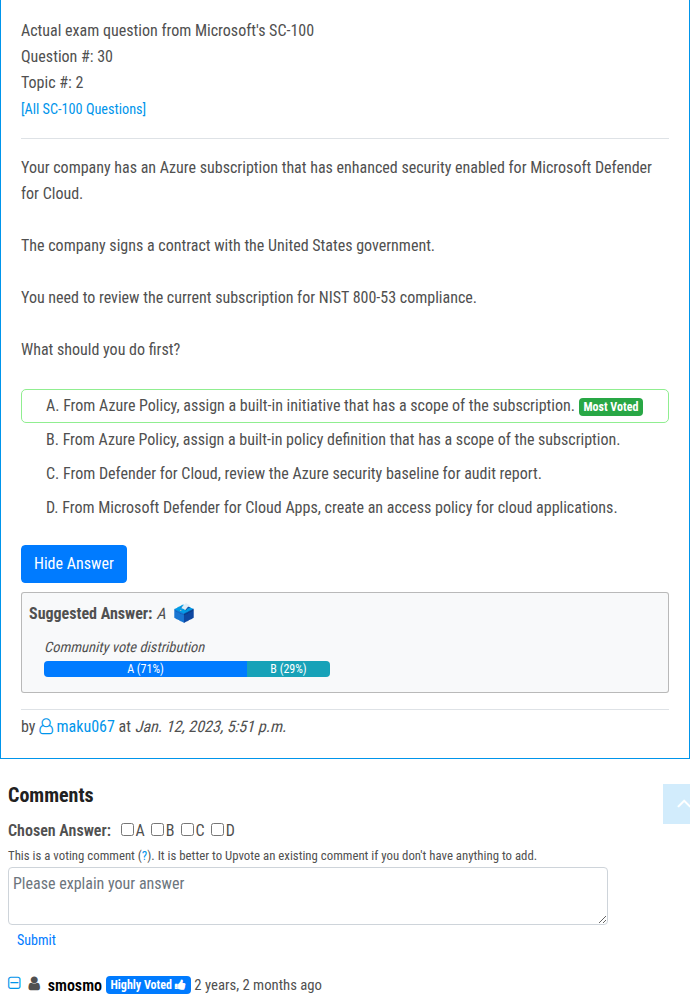 Actual exam question from Microsoft's SC-100
Question #: 30
Topic #: 2
[All SC-100 Questions]
Your company has an Azure subscription that has enhanced security enabled for Microsoft Defender
for Cloud.
The company signs a contract with the United States government.
You need to review the current subscription for NIST 800-53 compliance.
What should you do first?
A. From Azure Policy, assign a built-in initiative that has a scope of the subscription. Most Voted
B. From Azure Policy, assign a built-in policy definition that has a scope of the subscription.
C. From Defender for Cloud, review the Azure security baseline for audit report.
D. From Microsoft Defender for Cloud Apps, create an access policy for cloud applications.
Hide Answer
Suggested Answer: A
Community vote distribution
A (71%) B (29%)
by maku067 at Jan. 12, 2023, 5:51 p.m.
Comments
Chosen Answer: A B C D
This is a voting comment (?). It is better to Upvote an existing comment if you don't have anything to add.
Please explain your answer
Submit
smosmo Highly Voted 2 years, 2 months ago